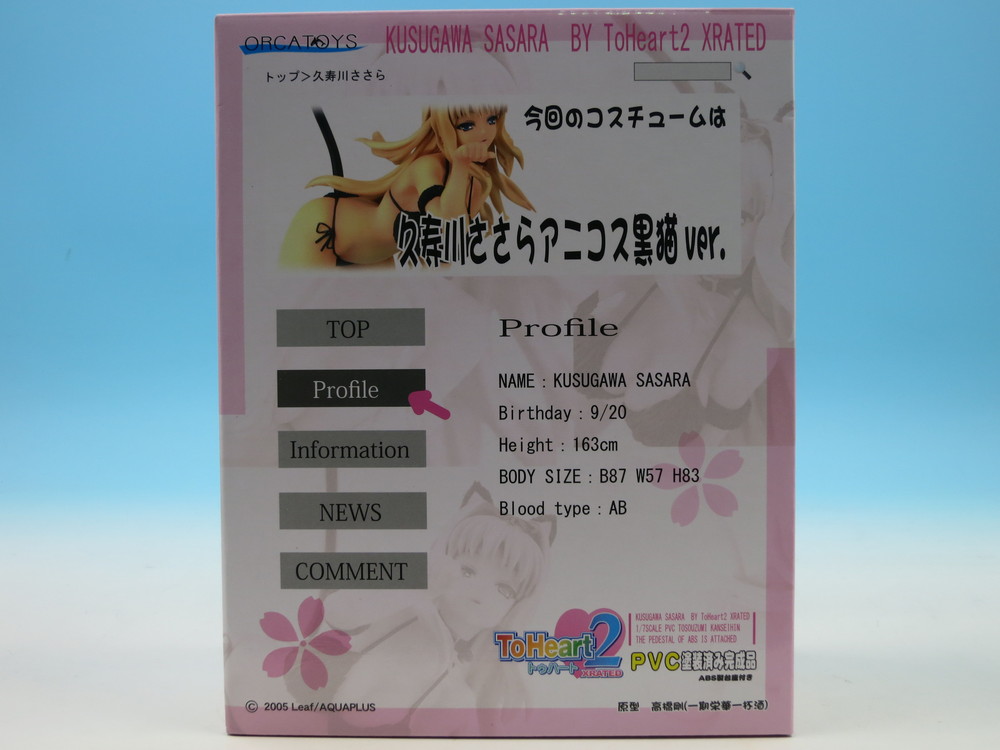 ORCATOYS
KUSUGAWA SASARA BY ToHeart2 XRATED
トップ>久寿川ささら
今回のコスチュームは
久寿川ささらアニコス黒猫ver.
TOP
Profile
Information
NEWS
COMMENT
Profile
NAME：KUSUGAWA SASARA
Birthday：9/20
Height：163cm
BODY SIZE：B87 W57 H83
Blood type：AB
ToHeart2
トゥハート
XRATED
KUSUGAWA SASARA BY ToHeart2 XRATED
1/7SCALE PVC TOSOUZUMI KANSEIHIN
THE PEDESTAL OF ABS IS ATTACHED
PVC塗装済み完成品
ABS製台座付き
© 2005 Leaf/AQUAPLUS
原型 高橋剛(一期栄華一杯酒)